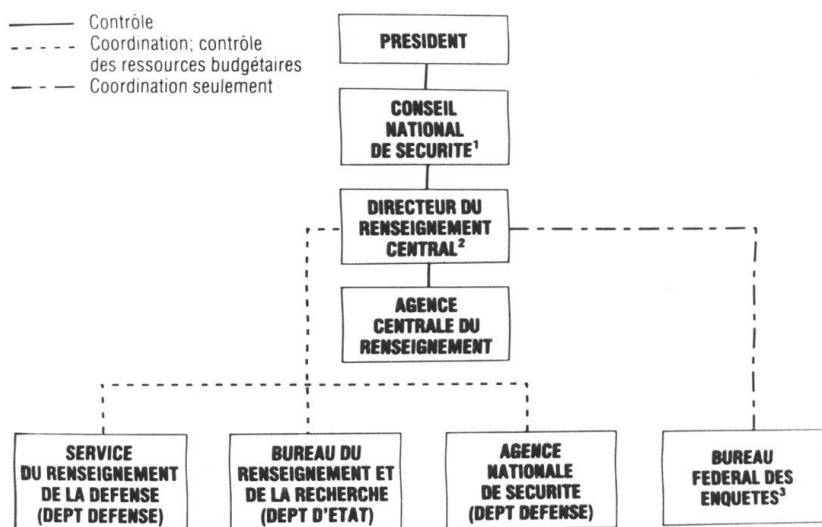 Contrôle
Coordination; contrôle
des ressources budgétaires
Coordination seulement
PRESIDENT
CONSEIL
NATIONAL
DE SECURITE¹
DIRECTEUR DU
RENSEIGNEMENT
CENTRAL²
AGENCE
CENTRALE DU
RENSEIGNEMENT
SERVICE
DU RENSEIGNEMENT
DE LA DEFENSE
(DEPT DEFENSE)
BUREAU DU
RENSEIGNEMENT ET
DE LA RECHERCHE
(DEPT D'ETAT)
AGENCE
NATIONALE
DE SECURITE
(DEPT DEFENSE)
BUREAU
FEDERAL DES
ENQUETES³